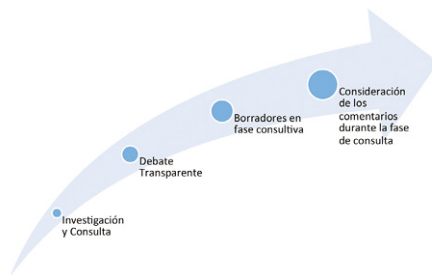 Consideración
de los
comentarios
durante la fase
de consulta
Borradores en
fase consultiva
Debate
Transparente
Investigación
y Consulta